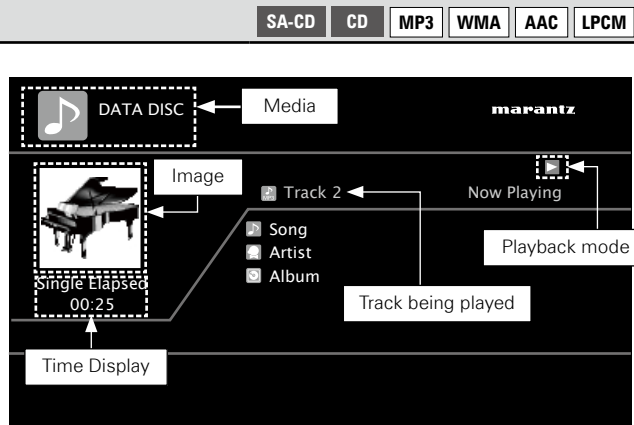 SA-CD CD MP3 WMA AAC LPCM
DATA DISC Media marantz
Image
Track 2 Now Playing
Song
Playback mode
Artist
Album
Single Elapsed
00:25
Track being played
Time Display